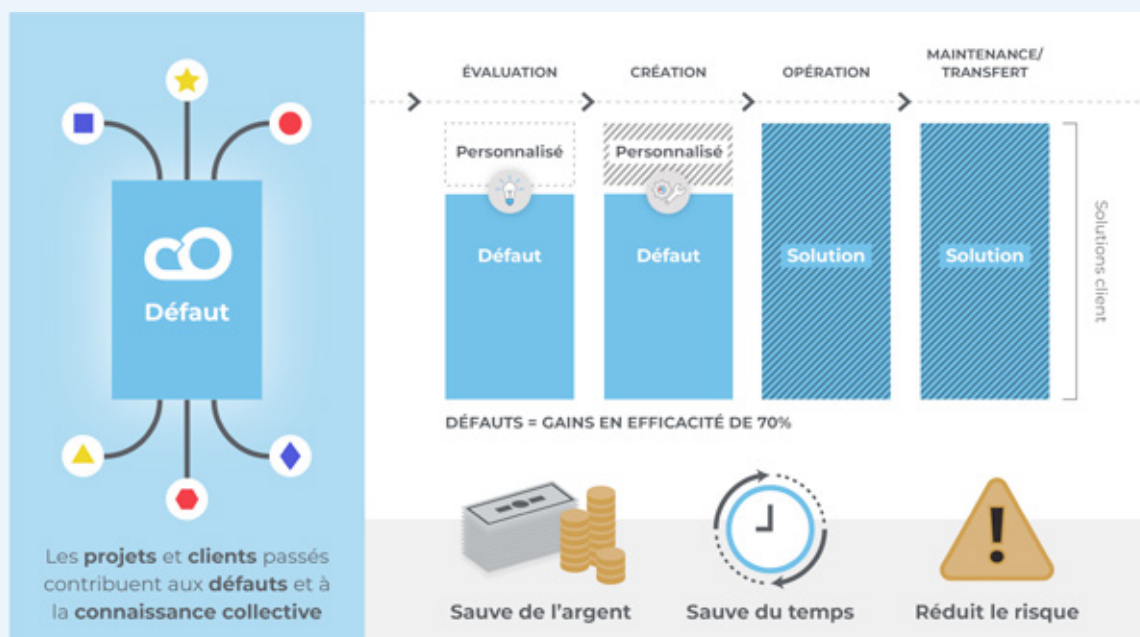 Défaut
Les projets et clients passés
contribuent aux défauts et à
la connaissance collective
ÉVALUATION
CRÉATION
OPÉRATION
MAINTENANCE/
TRANSFERT
Personnalisé
Personnalisé
Défaut
Défaut
Solution
Solution
Solutions client
DÉFAUTS = GAINS EN EFFICACITÉ DE 70%
Sauve de l'argent
Sauve du temps
Réduit le risque